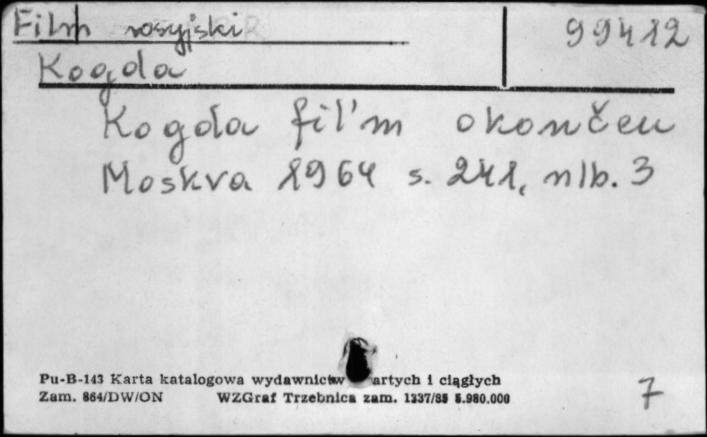 Film rosyjski 99412
Kogda
Kogda fil'm okončen
Moskva 1964 s. 241, nlb. 3
Pu-B-143 Karta katalogowa wydawnictw artych i ciągłych
Zam. 864/DW/ON WZGraf Trzebnica zam. 1337/85 5.980.000
7